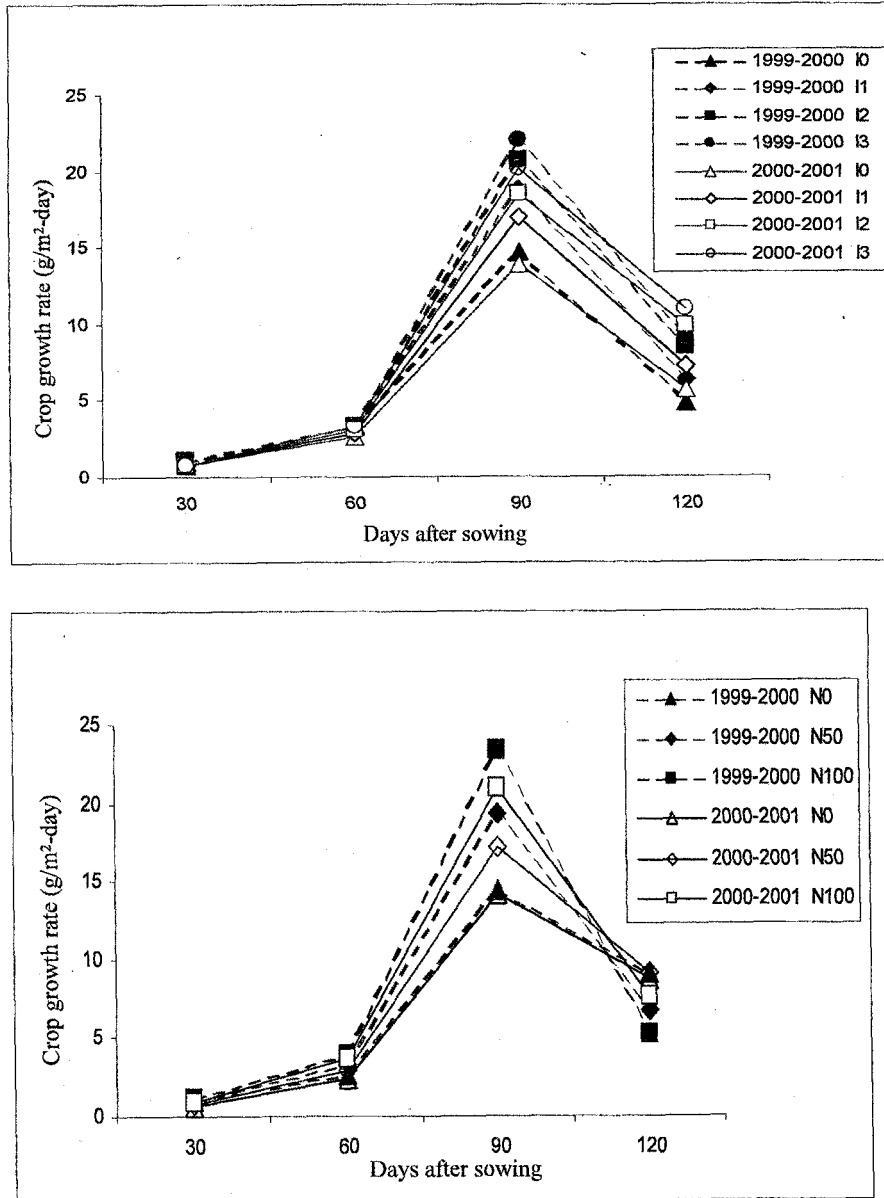 1999-2000 I0
1999-2000 I1
1999-2000 I2
1999-2000 I3
2000-2001 I0
2000-2001 I1
2000-2001 I2
2000-2001 I3
Crop growth rate (g/m²-day)
25
20
15
10
5
0
30 60 90 120
Days after sowing
1999-2000 N0
1999-2000 N50
1999-2000 N100
2000-2001 N0
2000-2001 N50
2000-2001 N100
Crop growth rate (g/m²-day)
25
20
15
10
5
0
30 60 90 120
Days after sowing